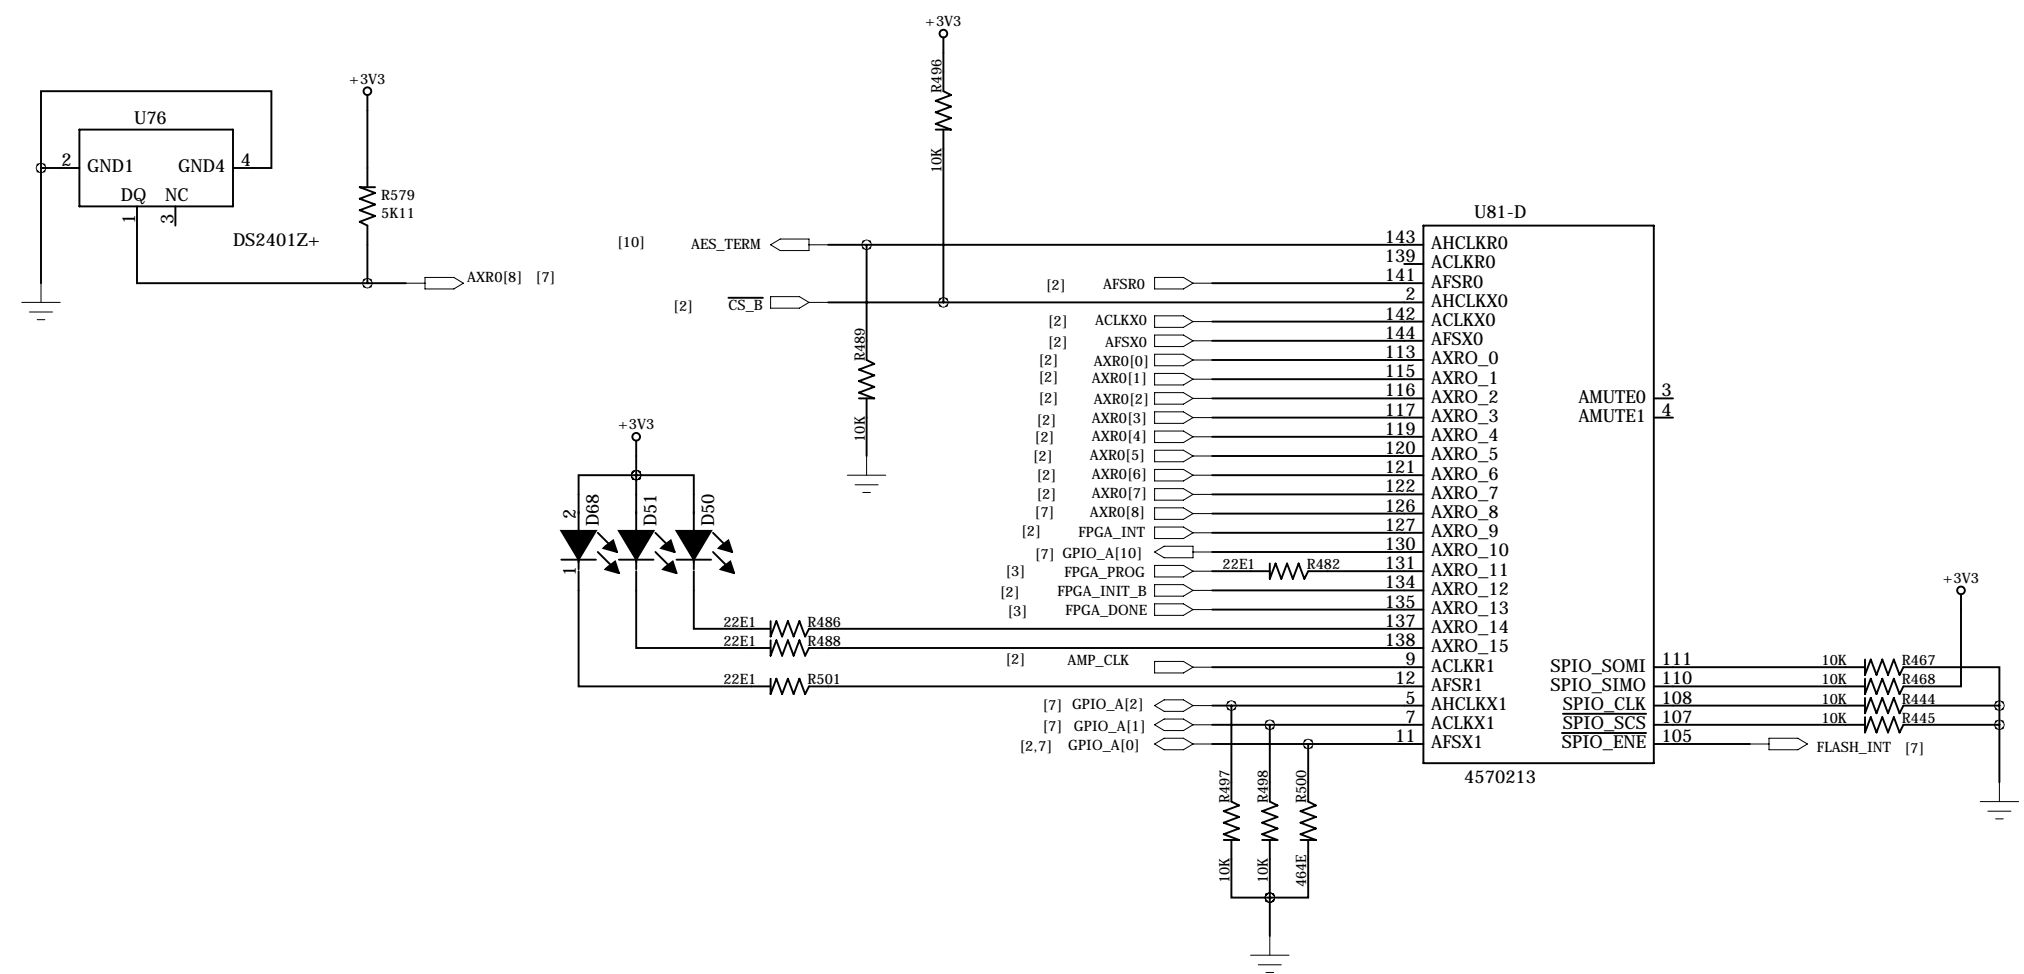 +3V3
R496
10K
+3V3
U76
2 GND1 GND4 4
DQ NC
1 3
R579
5K11
DS2401Z+
AXR0[8] [7]
U81-D
[10] AES_TERM 143 AHCLKR0
139 ACLKR0
[2] AFSR0 141 AFSR0
[2] CS_B 2 AHCLKX0
[2] ACLKX0 142 ACLKX0
[2] AFSX0 144 AFSX0
[2] AXR0[0] 113 AXRO_0
[2] AXR0[1] 115 AXRO_1
[2] AXR0[2] 116 AXRO_2
[2] AXR0[3] 117 AXRO_3
[2] AXR0[4] 119 AXRO_4
[2] AXR0[5] 120 AXRO_5
[2] AXR0[6] 121 AXRO_6
[2] AXR0[7] 122 AXRO_7
[7] AXR0[8] 126 AXRO_8
[2] FPGA_INT 127 AXRO_9
[7] GPIO_A[10] 130 AXRO_10
[3] FPGA_PROG 22E1 R482 131 AXRO_11
[2] FPGA_INIT_B 134 AXRO_12
[3] FPGA_DONE 135 AXRO_13
22E1 R486 137 AXRO_14
22E1 R488 138 AXRO_15
[2] AMP_CLK 9 ACLKR1
22E1 R501 12 AFSR1
[7] GPIO_A[2] 5 AHCLKX1
[7] GPIO_A[1] 7 ACLKX1
[2,7] GPIO_A[0] 11 AFSX1
R489
10K
+3V3
2 D68 D51 D50
1
AMUTE0 3
AMUTE1 4
+3V3
SPIO_SOMI 111 10K R467
SPIO_SIMO 110 10K R468
SPIO_CLK 108 10K R444
SPIO_SCS 107 10K R445
SPIO_ENE 105 FLASH_INT [7]
4570213
R497 R498 R500
10K 10K 464E